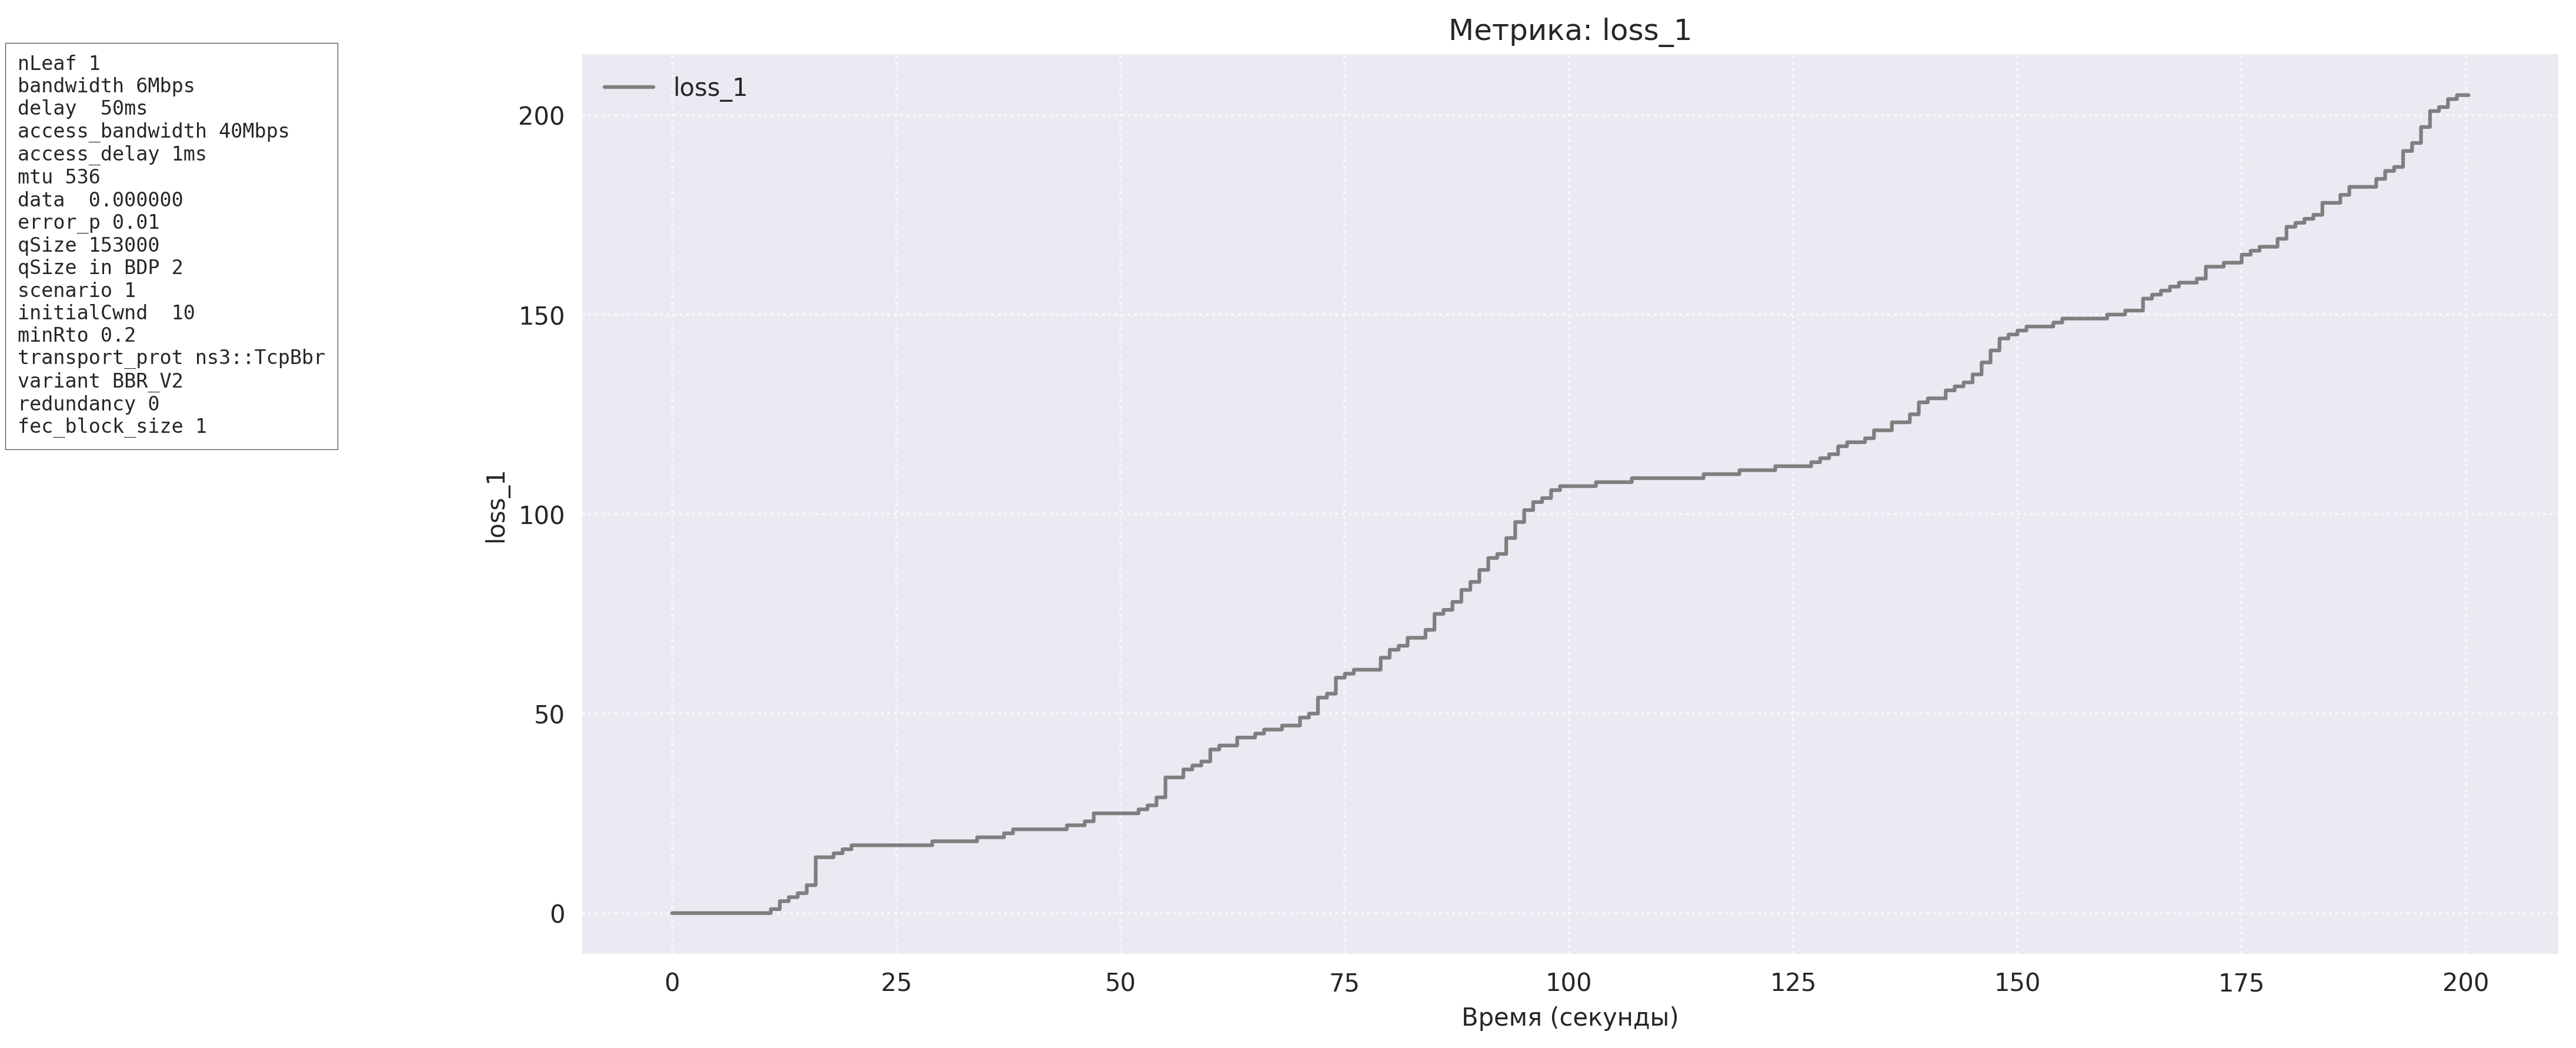 nLeaf 1
bandwidth 6Mbps
delay  50ms
access_bandwidth 40Mbps
access_delay 1ms
mtu 536
data  0.000000
error_p 0.01
qSize 153000
qSize in BDP 2
scenario 1
initialCwnd  10
minRto 0.2
transport_prot ns3::TcpBbr
variant BBR_V2
redundancy 0
fec_block_size 1
Метрика: loss_1
loss_1
loss_1
200
150
100
50
0
0 25 50 75 100 125 150 175 200
Время (секунды)